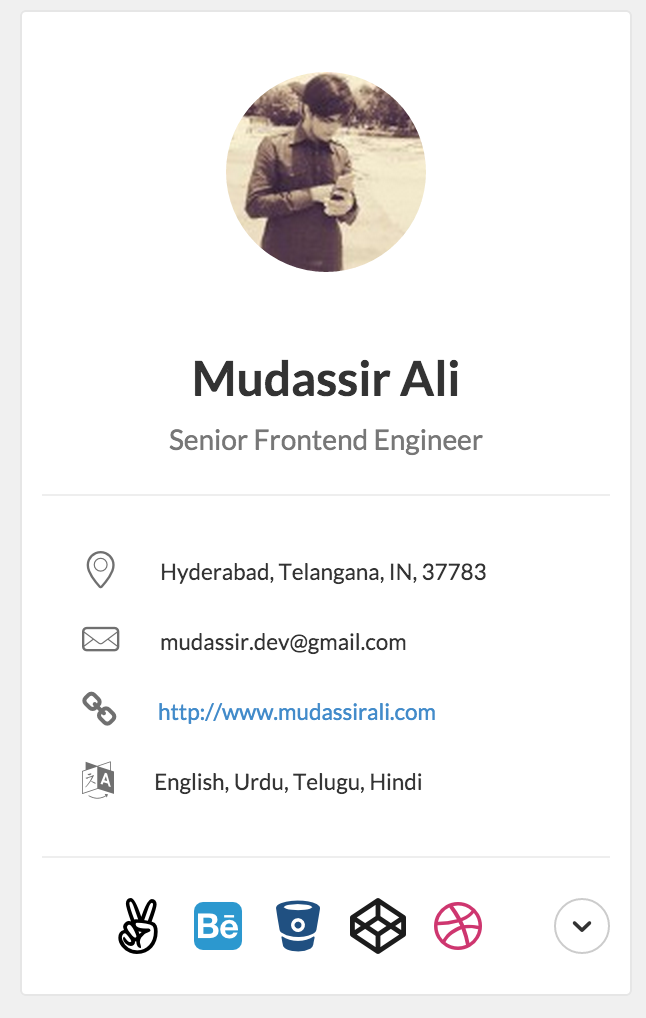 Mudassir Ali
Senior Frontend Engineer
Hyderabad, Telangana, IN, 37783
mudassir.dev@gmail.com
http://www.mudassirali.com
A
English, Urdu, Telugu, Hindi
Bē